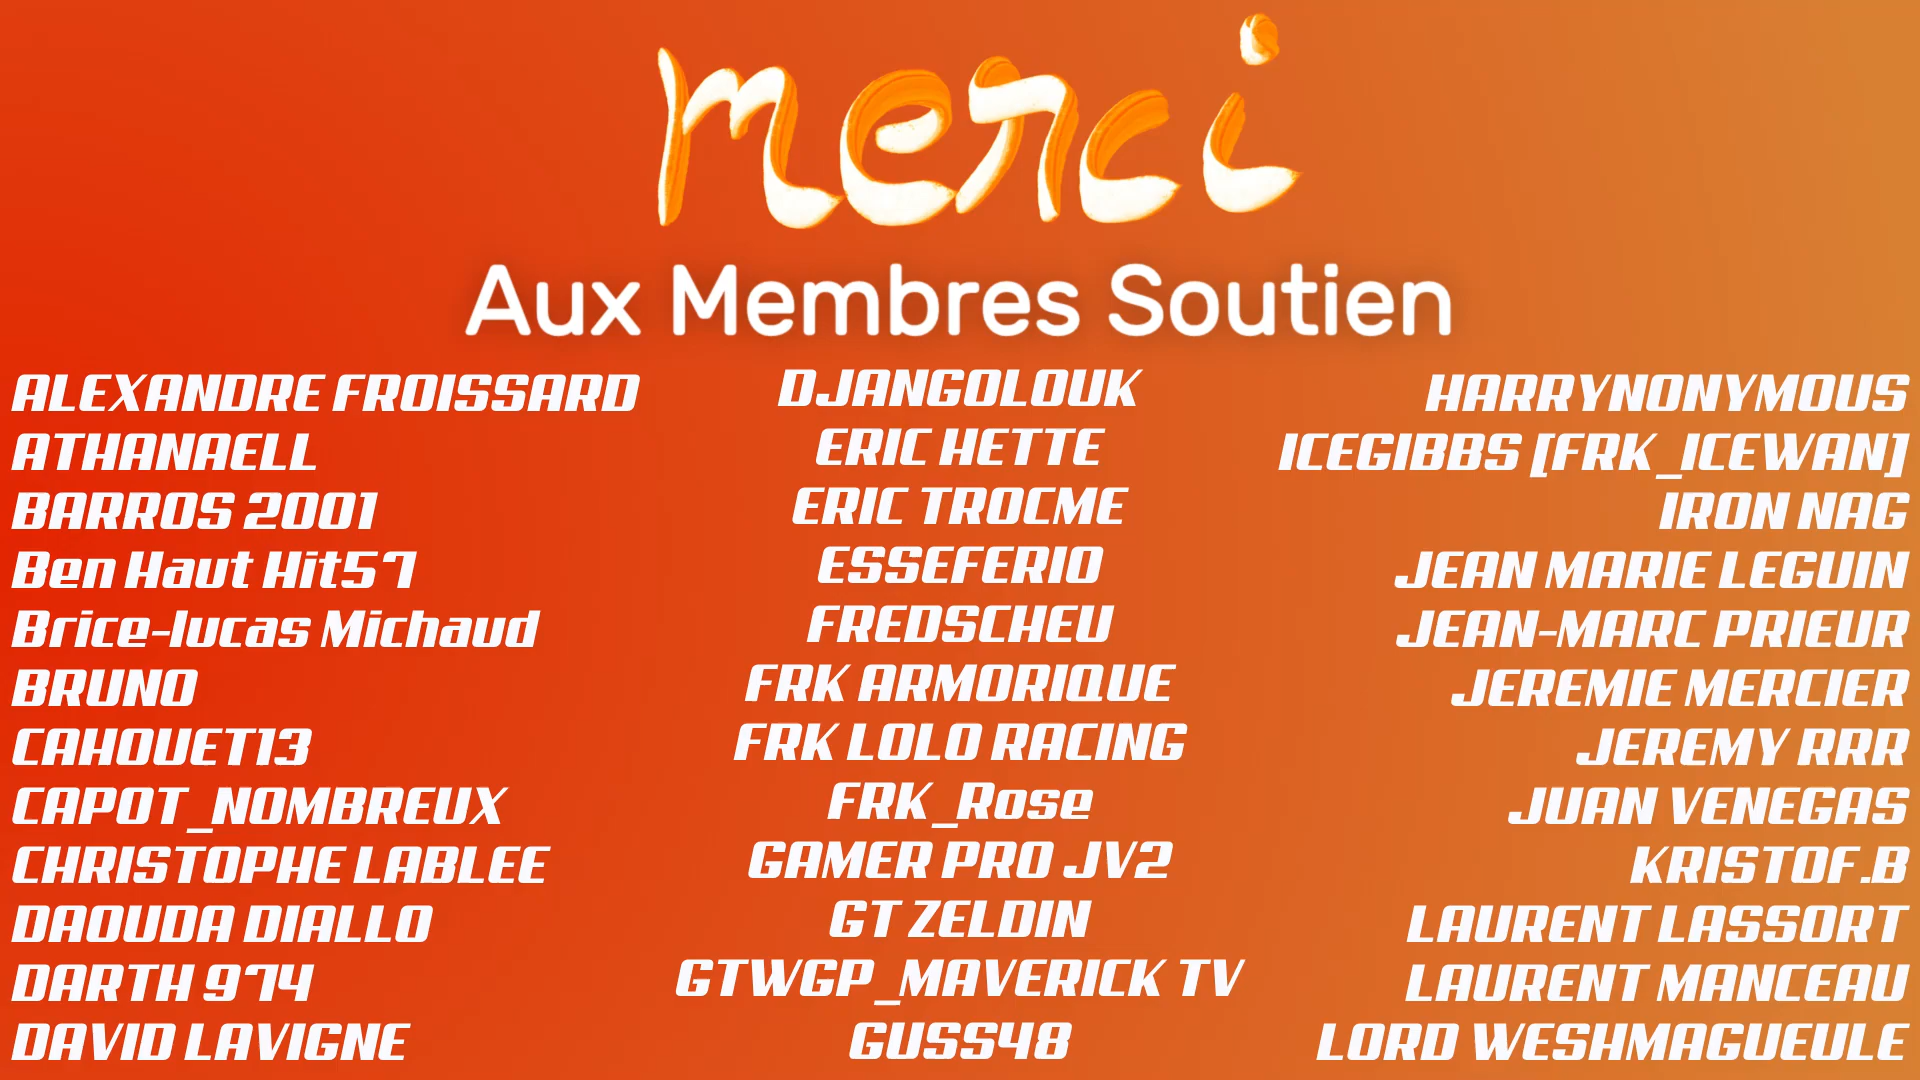 merci
Aux Membres Soutien
ALEXANDRE FROISSARD
ATHANAELL
BARROS 2001
Ben Haut Hit57
Brice-lucas Michaud
BRUNO
CAHOUET13
CAPOT_NOMBREUX
CHRISTOPHE LABLEE
DAOUDA DIALLO
DARTH 974
DAVID LAVIGNE
DJANGOLOUK
ERIC HETTE
ERIC TROCME
ESSEFERIO
FREDSCHEU
FRK ARMORIQUE
FRK LOLO RACING
FRK_Rose
GAMER PRO JV2
GT ZELDIN
GTWGP_MAVERICK TV
GUSS48
HARRYNONYMOUS
ICEGIBBS [FRK_ICEWAN]
IRON NAG
JEAN MARIE LEGUIN
JEAN-MARC PRIEUR
JEREMIE MERCIER
JEREMY RRR
JUAN VENEGAS
KRISTOF.B
LAURENT LASSORT
LAURENT MANCEAU
LORD WESHMAGUEULE